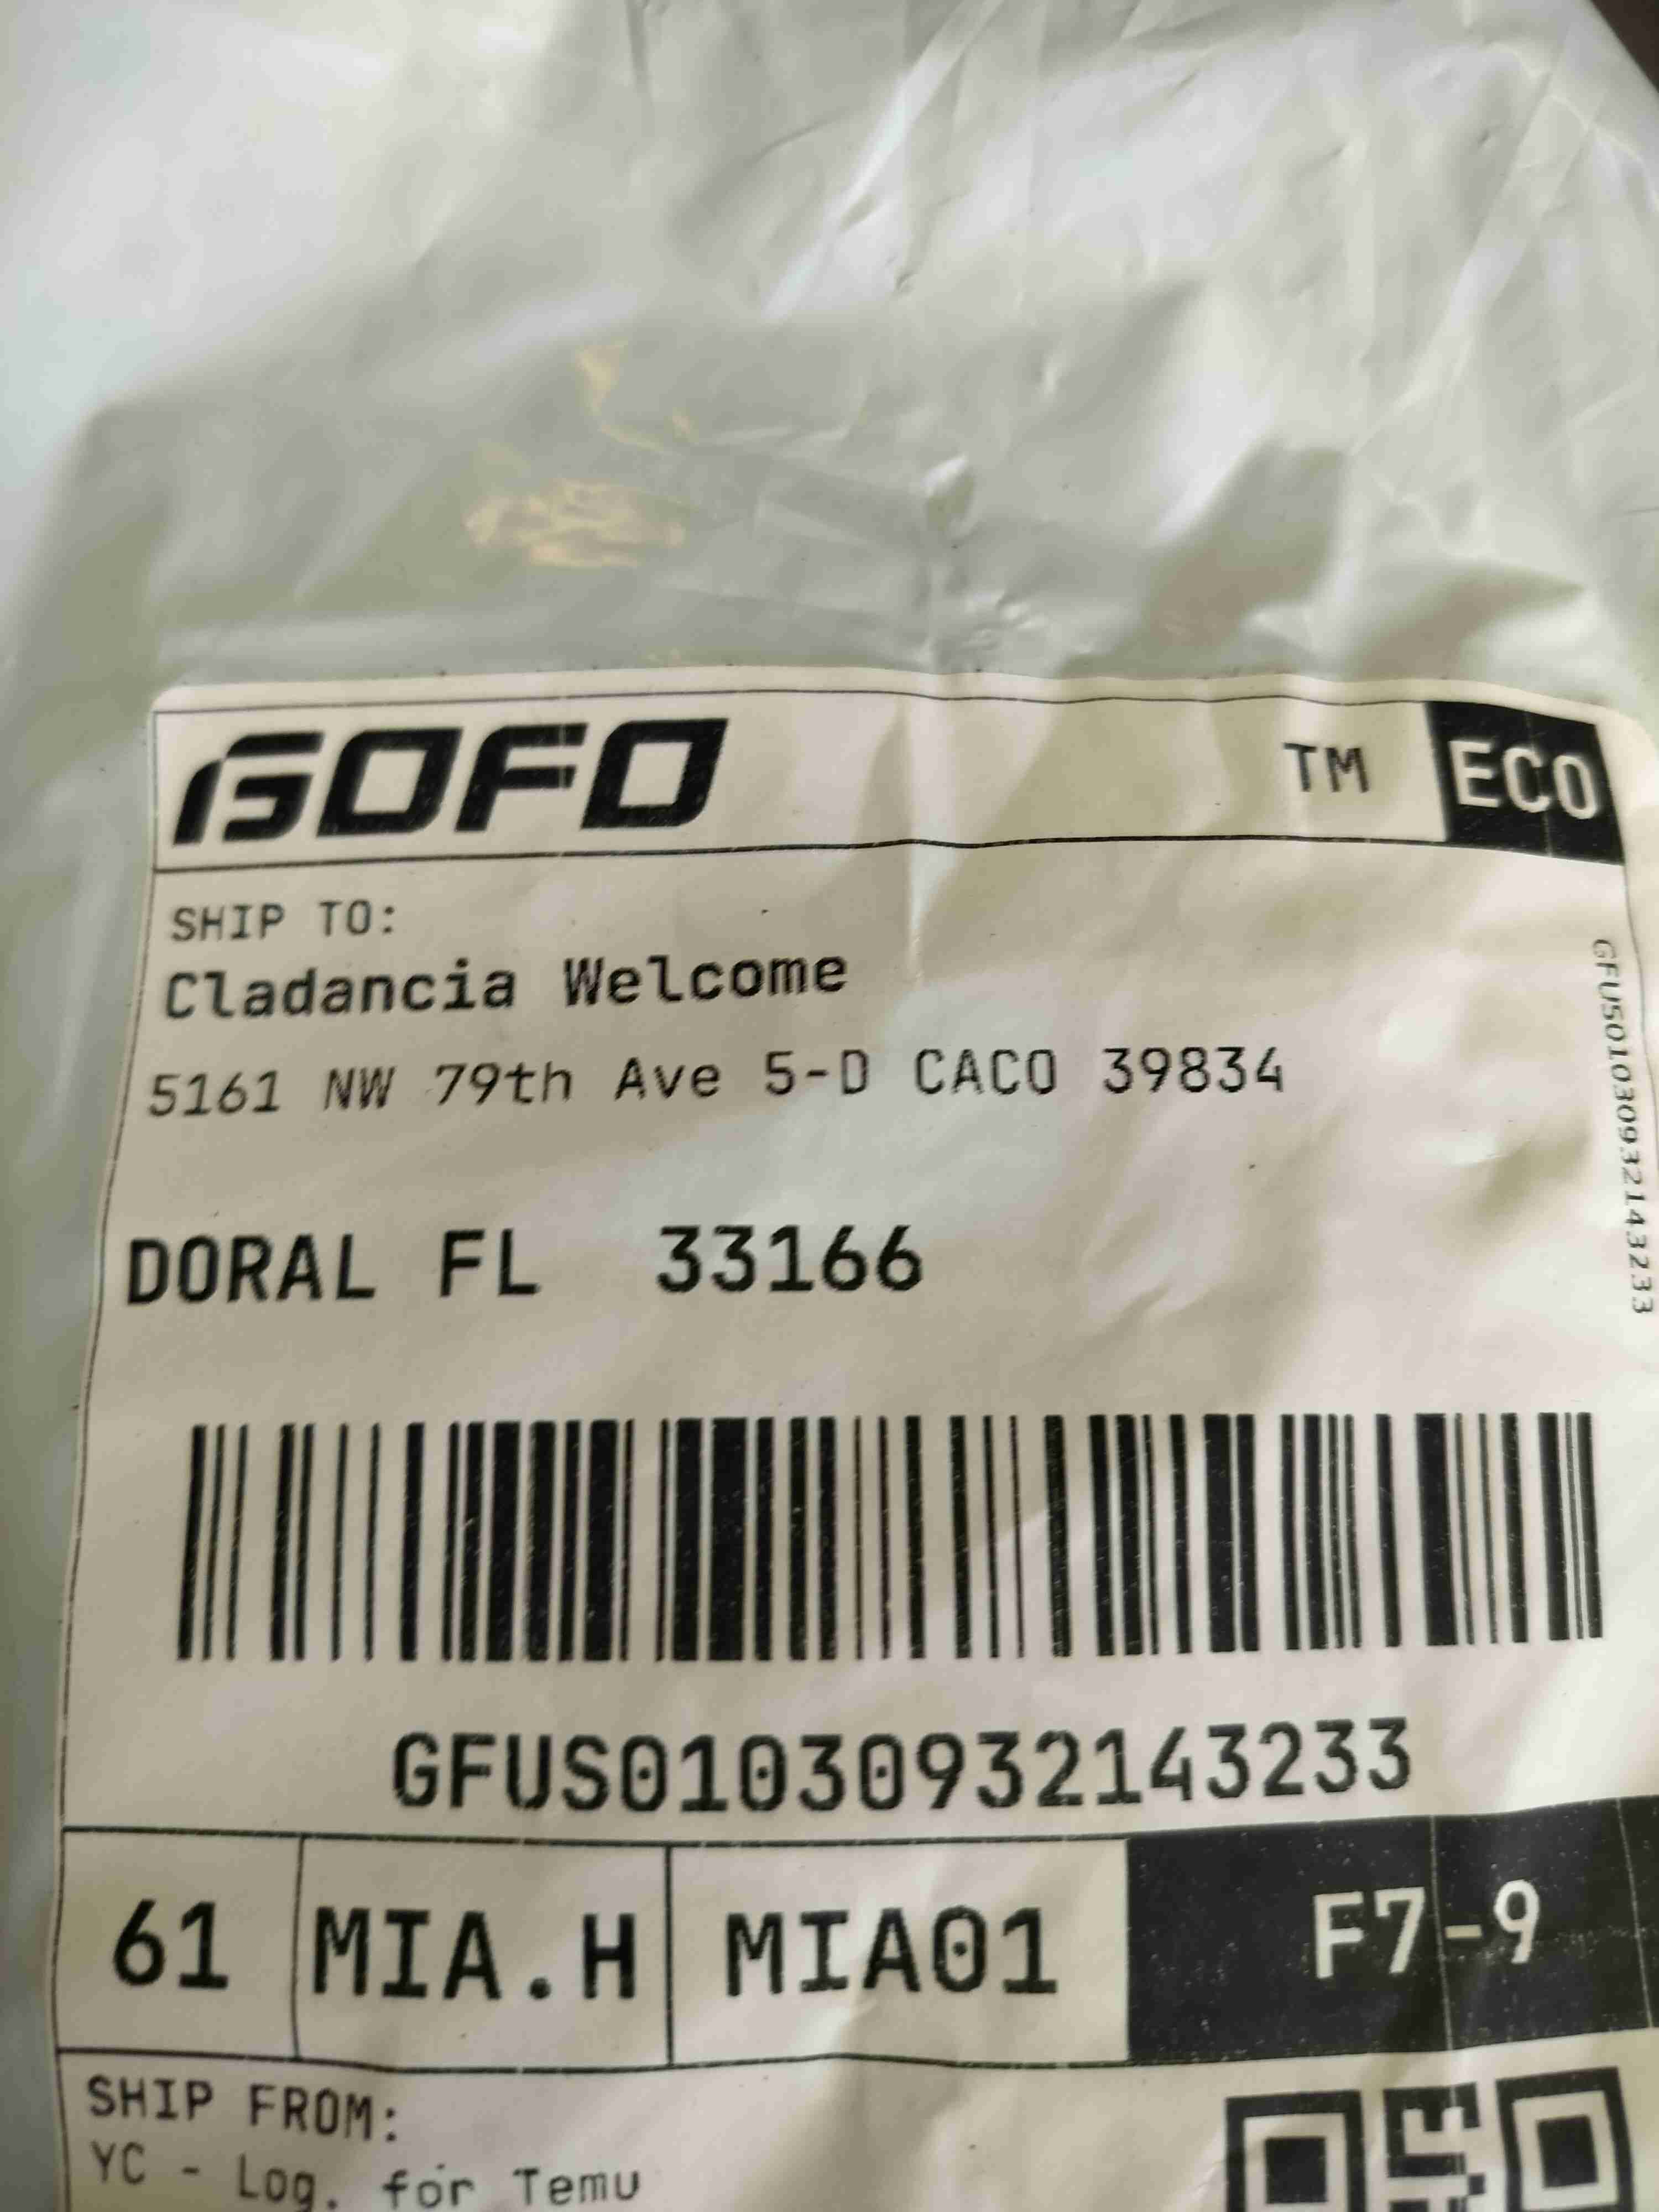 GOFO TM ECO
SHIP TO:
Cladancia Welcome
5161 NW 79th Ave 5-D CACO 39834
DORAL FL 33166
GFUS01030932143233
GFUS01030932143233
61 MIA.H MIA01 F7-9
SHIP FROM:
YC - Log. for Temu